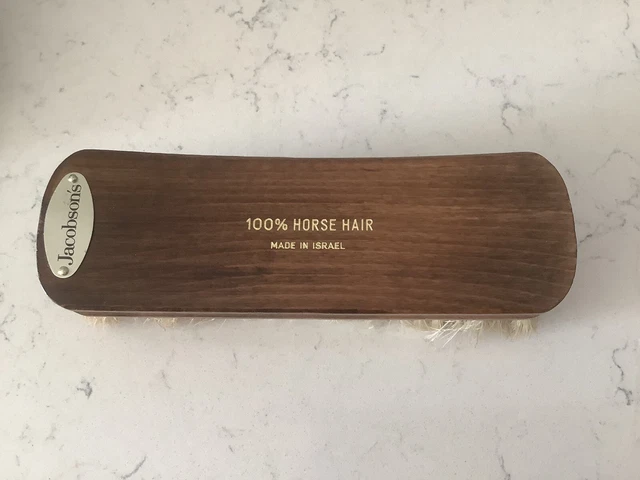 Jacobson's
100% HORSE HAIR
MADE IN ISRAEL